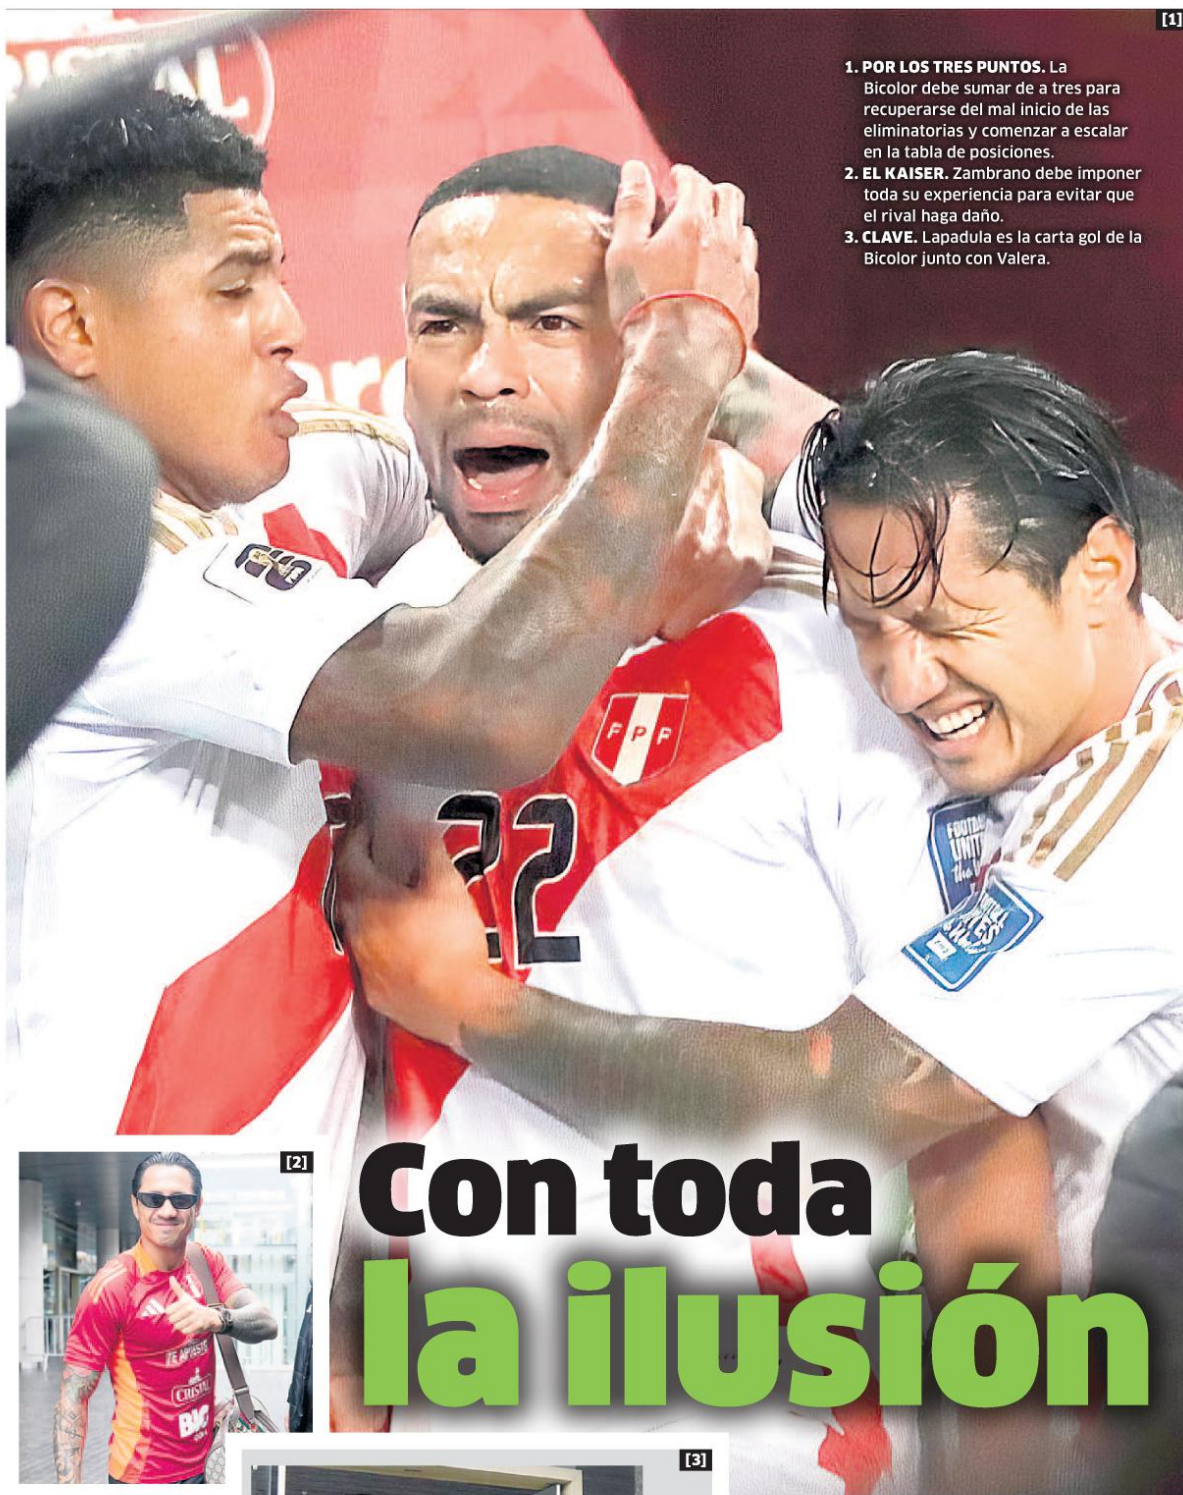 [1]
1. POR LOS TRES PUNTOS. La
Bicolor debe sumar de a tres para
recuperarse del mal inicio de las
eliminatorias y comenzar a escalar
en la tabla de posiciones.
2. EL KAISER. Zambrano debe imponer
toda su experiencia para evitar que
el rival haga daño.
3. CLAVE. Lapadula es la carta gol de la
Bicolor junto con Valera.
FPF
22
[2]
TE APUESTO
CRISTAL
Con toda
la ilusión
[3]